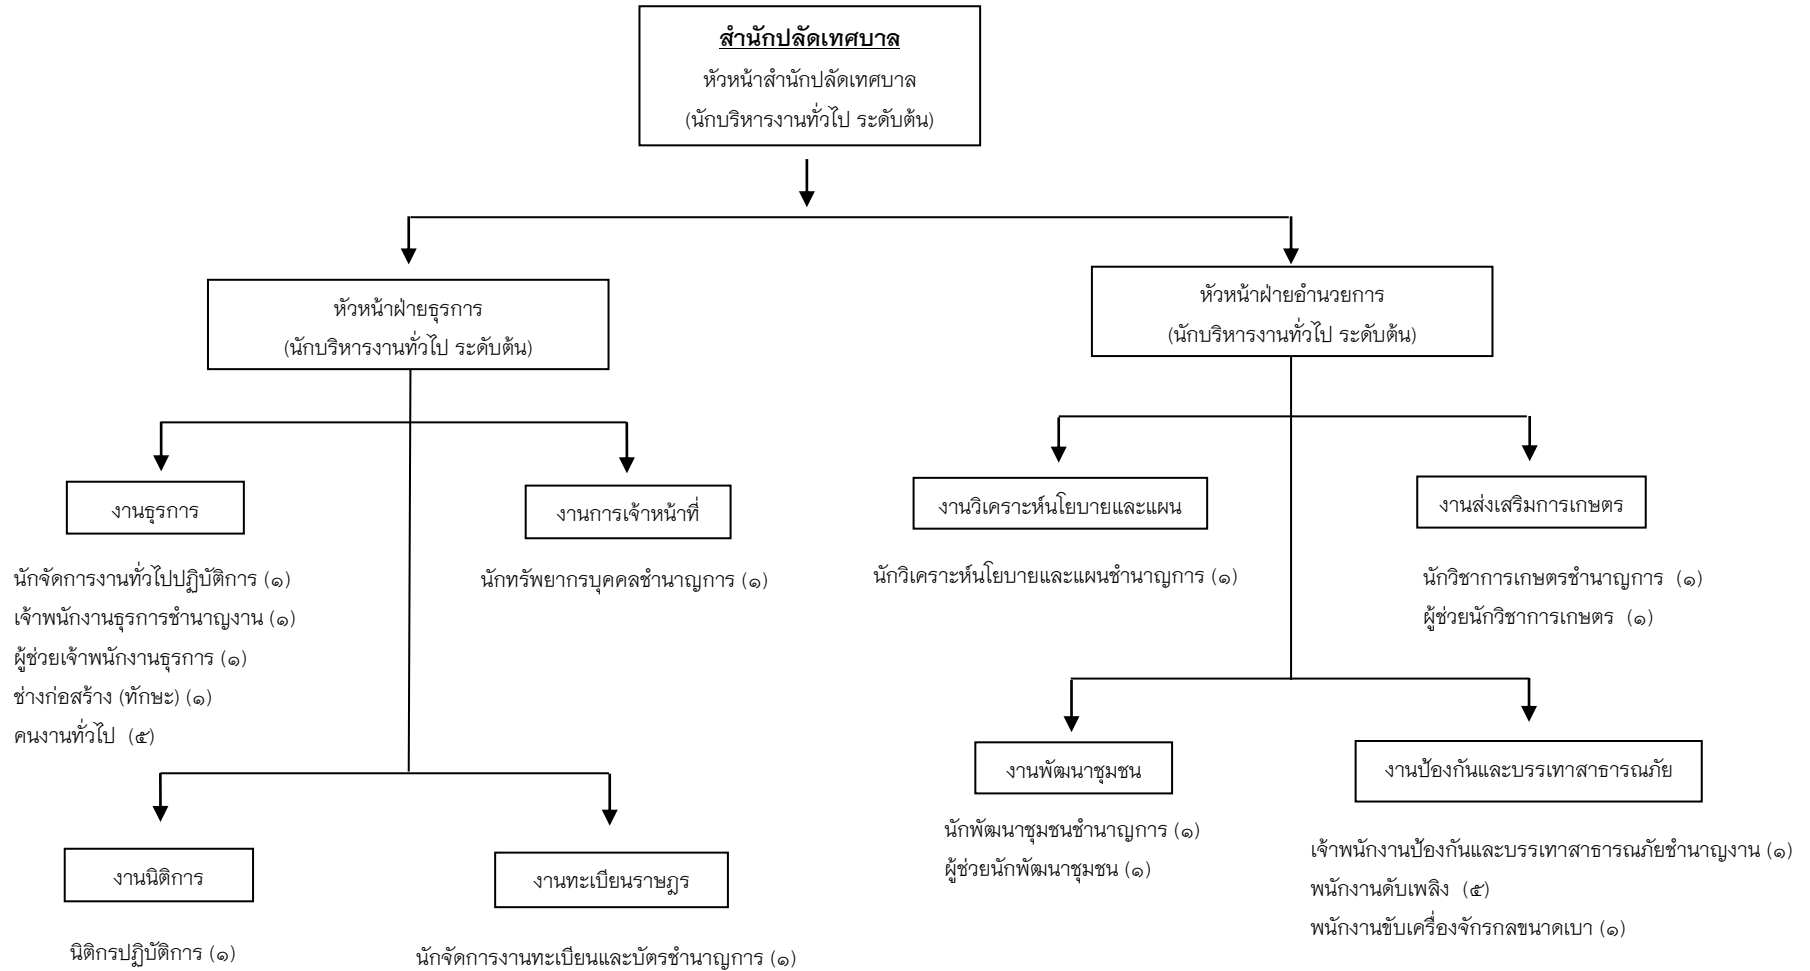 สำนักปลัดเทศบาล
หัวหน้าสำนักปลัดเทศบาล
(นักบริหารงานทั่วไป ระดับต้น)
หัวหน้าฝ่ายธุรการ
(นักบริหารงานทั่วไป ระดับต้น)
หัวหน้าฝ่ายอำนวยการ
(นักบริหารงานทั่วไป ระดับต้น)
งานธุรการ
นักจัดการงานทั่วไปปฏิบัติการ (๑)
เจ้าพนักงานธุรการชำนาญงาน (๑)
ผู้ช่วยเจ้าพนักงานธุรการ (๑)
ช่างก่อสร้าง (ทักษะ) (๑)
คนงานทั่วไป (๕)
งานการเจ้าหน้าที่
นักทรัพยากรบุคคลชำนาญการ (๑)
งานวิเคราะห์นโยบายและแผน
นักวิเคราะห์นโยบายและแผนชำนาญการ (๑)
งานส่งเสริมการเกษตร
นักวิชาการเกษตรชำนาญการ (๑)
ผู้ช่วยนักวิชาการเกษตร (๑)
งานนิติการ
นิติกรปฏิบัติการ (๑)
งานทะเบียนราษฎร
นักจัดการงานทะเบียนและบัตรชำนาญการ (๑)
งานพัฒนาชุมชน
นักพัฒนาชุมชนชำนาญการ (๑)
ผู้ช่วยนักพัฒนาชุมชน (๑)
งานป้องกันและบรรเทาสาธารณภัย
เจ้าพนักงานป้องกันและบรรเทาสาธารณภัยชำนาญงาน (๑)
พนักงานดับเพลิง (๕)
พนักงานขับเครื่องจักรกลขนาดเบา (๑)